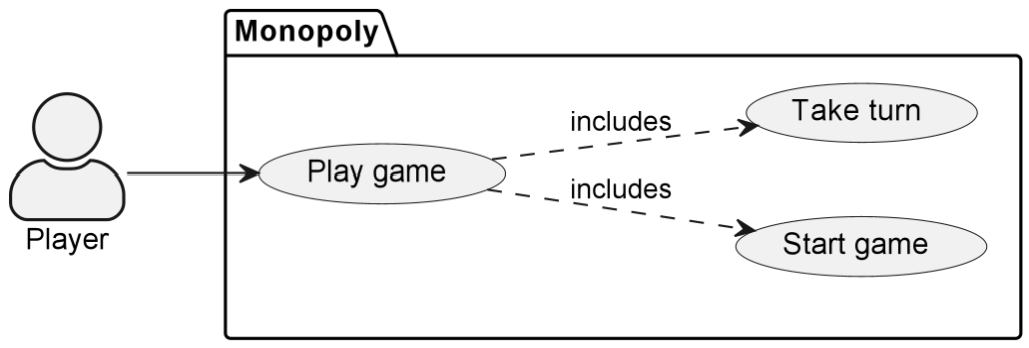 Monopoly
Take turn
includes
Play game
includes
Player
Start game